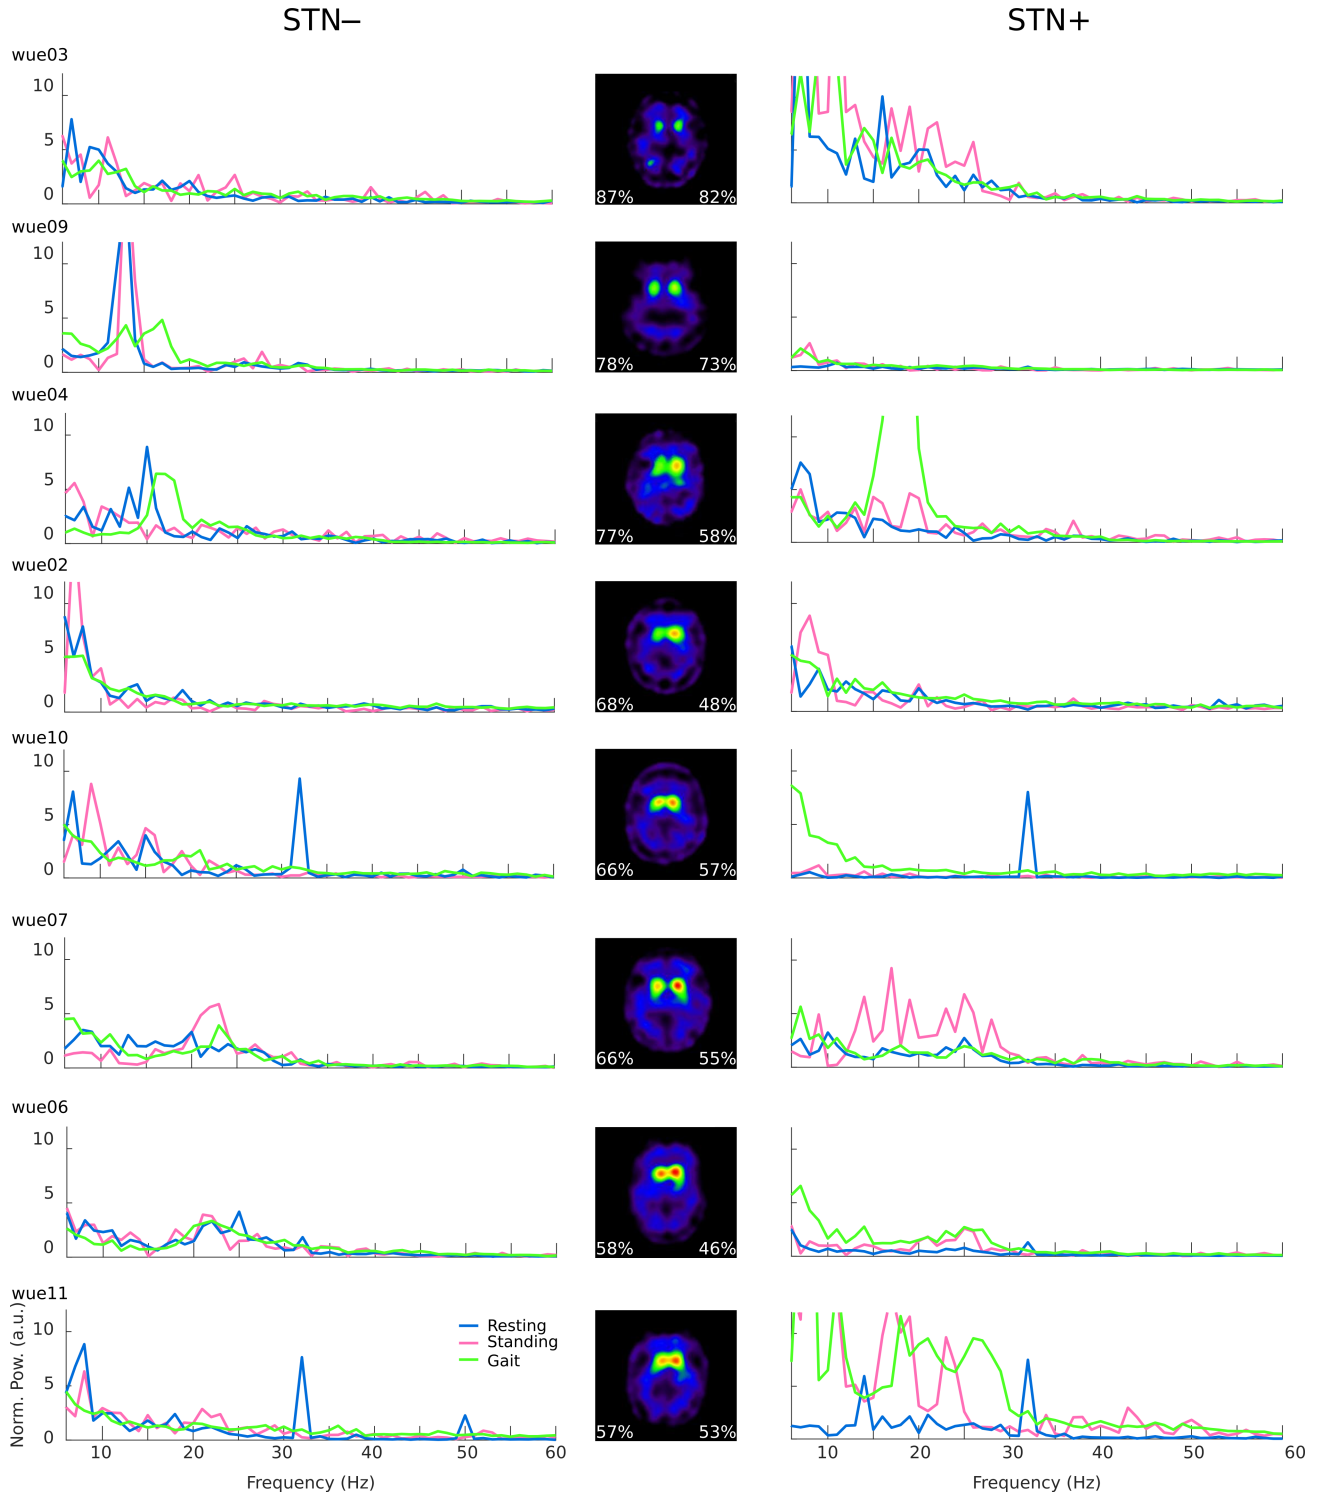 STN− STN+
wue03
10
5
0
87% 82%
wue09
10
5
0
78% 73%
wue04
10
5
0
77% 58%
wue02
10
5
0
68% 48%
wue10
10
5
0
66% 57%
wue07
10
5
0
66% 55%
wue06
10
5
0
58% 46%
wue11
Norm. Pow. (a.u.)
10
5
0
Resting
Standing
Gait
57% 53%
10 20 30 40 50 60 10 20 30 40 50 60
Frequency (Hz) Frequency (Hz)